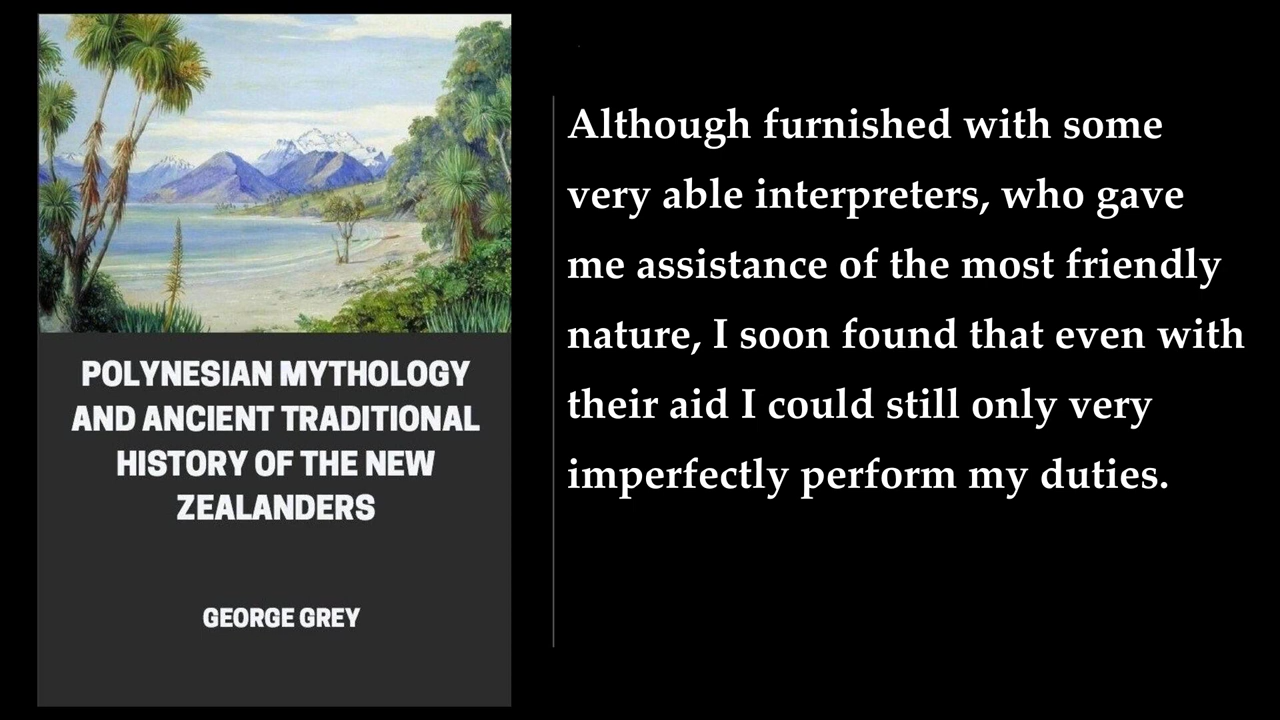 POLYNESIAN MYTHOLOGY
AND ANCIENT TRADITIONAL
HISTORY OF THE NEW
ZEALANDERS
GEORGE GREY
Although furnished with some
very able interpreters, who gave
me assistance of the most friendly
nature, I soon found that even with
their aid I could still only very
imperfectly perform my duties.